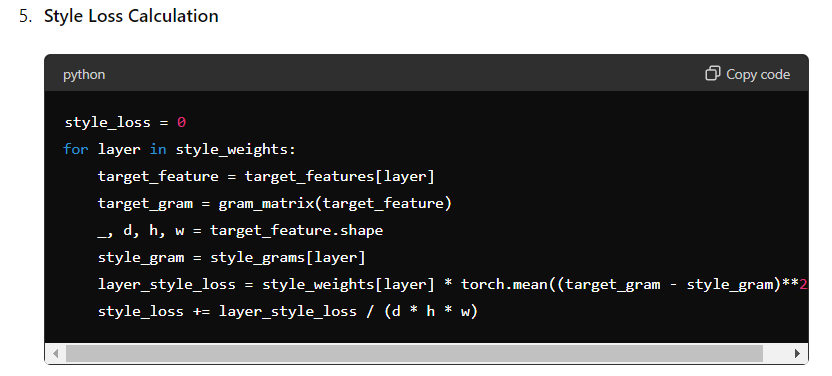 5. Style Loss Calculation
python
Copy code
style_loss = 0
for layer in style_weights:
    target_feature = target_features[layer]
    target_gram = gram_matrix(target_feature)
    _, d, h, w = target_feature.shape
    style_gram = style_grams[layer]
    layer_style_loss = style_weights[layer] * torch.mean((target_gram - style_gram)**2
    style_loss += layer_style_loss / (d * h * w)